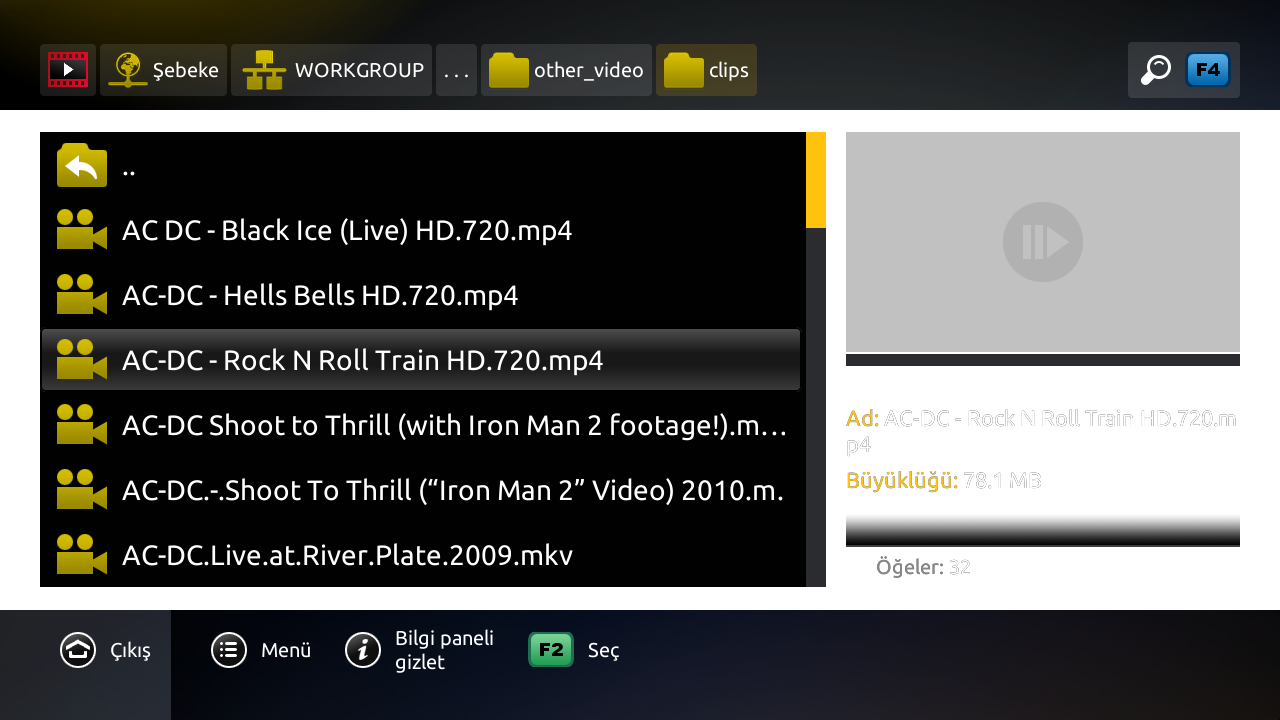 Şebeke
WORKGROUP
. . .
other_video
clips
F4
..
AC DC - Black Ice (Live) HD.720.mp4
AC-DC - Hells Bells HD.720.mp4
AC-DC - Rock N Roll Train HD.720.mp4
AC-DC Shoot to Thrill (with Iron Man 2 footage!).m...
AC-DC.-.Shoot To Thrill (“Iron Man 2” Video) 2010.m.
AC-DC.Live.at.River.Plate.2009.mkv
Ad: AC-DC - Rock N Roll Train HD.720.m
p4
Büyüklüğü: 78.1 MB
Öğeler: 32
Çıkış
Menü
Bilgi paneli
gizlet
F2
Seç